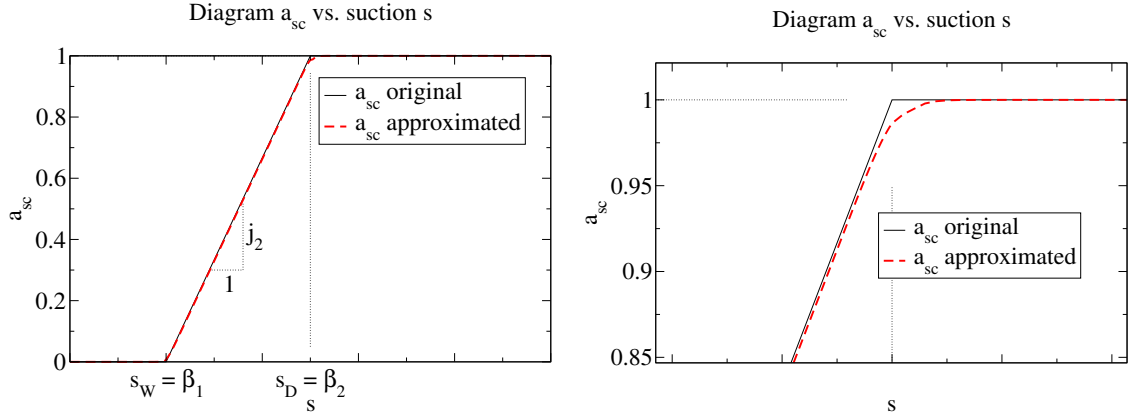 Diagram a_sc vs. suction s
1
0.8
0.6
0.4
0.2
0
a_sc
a_sc original
a_sc approximated
j_2
1
s_W = β_1
s_D = β_2
s
Diagram a_sc vs. suction s
1
0.95
0.9
0.85
a_sc
a_sc original
a_sc approximated
s